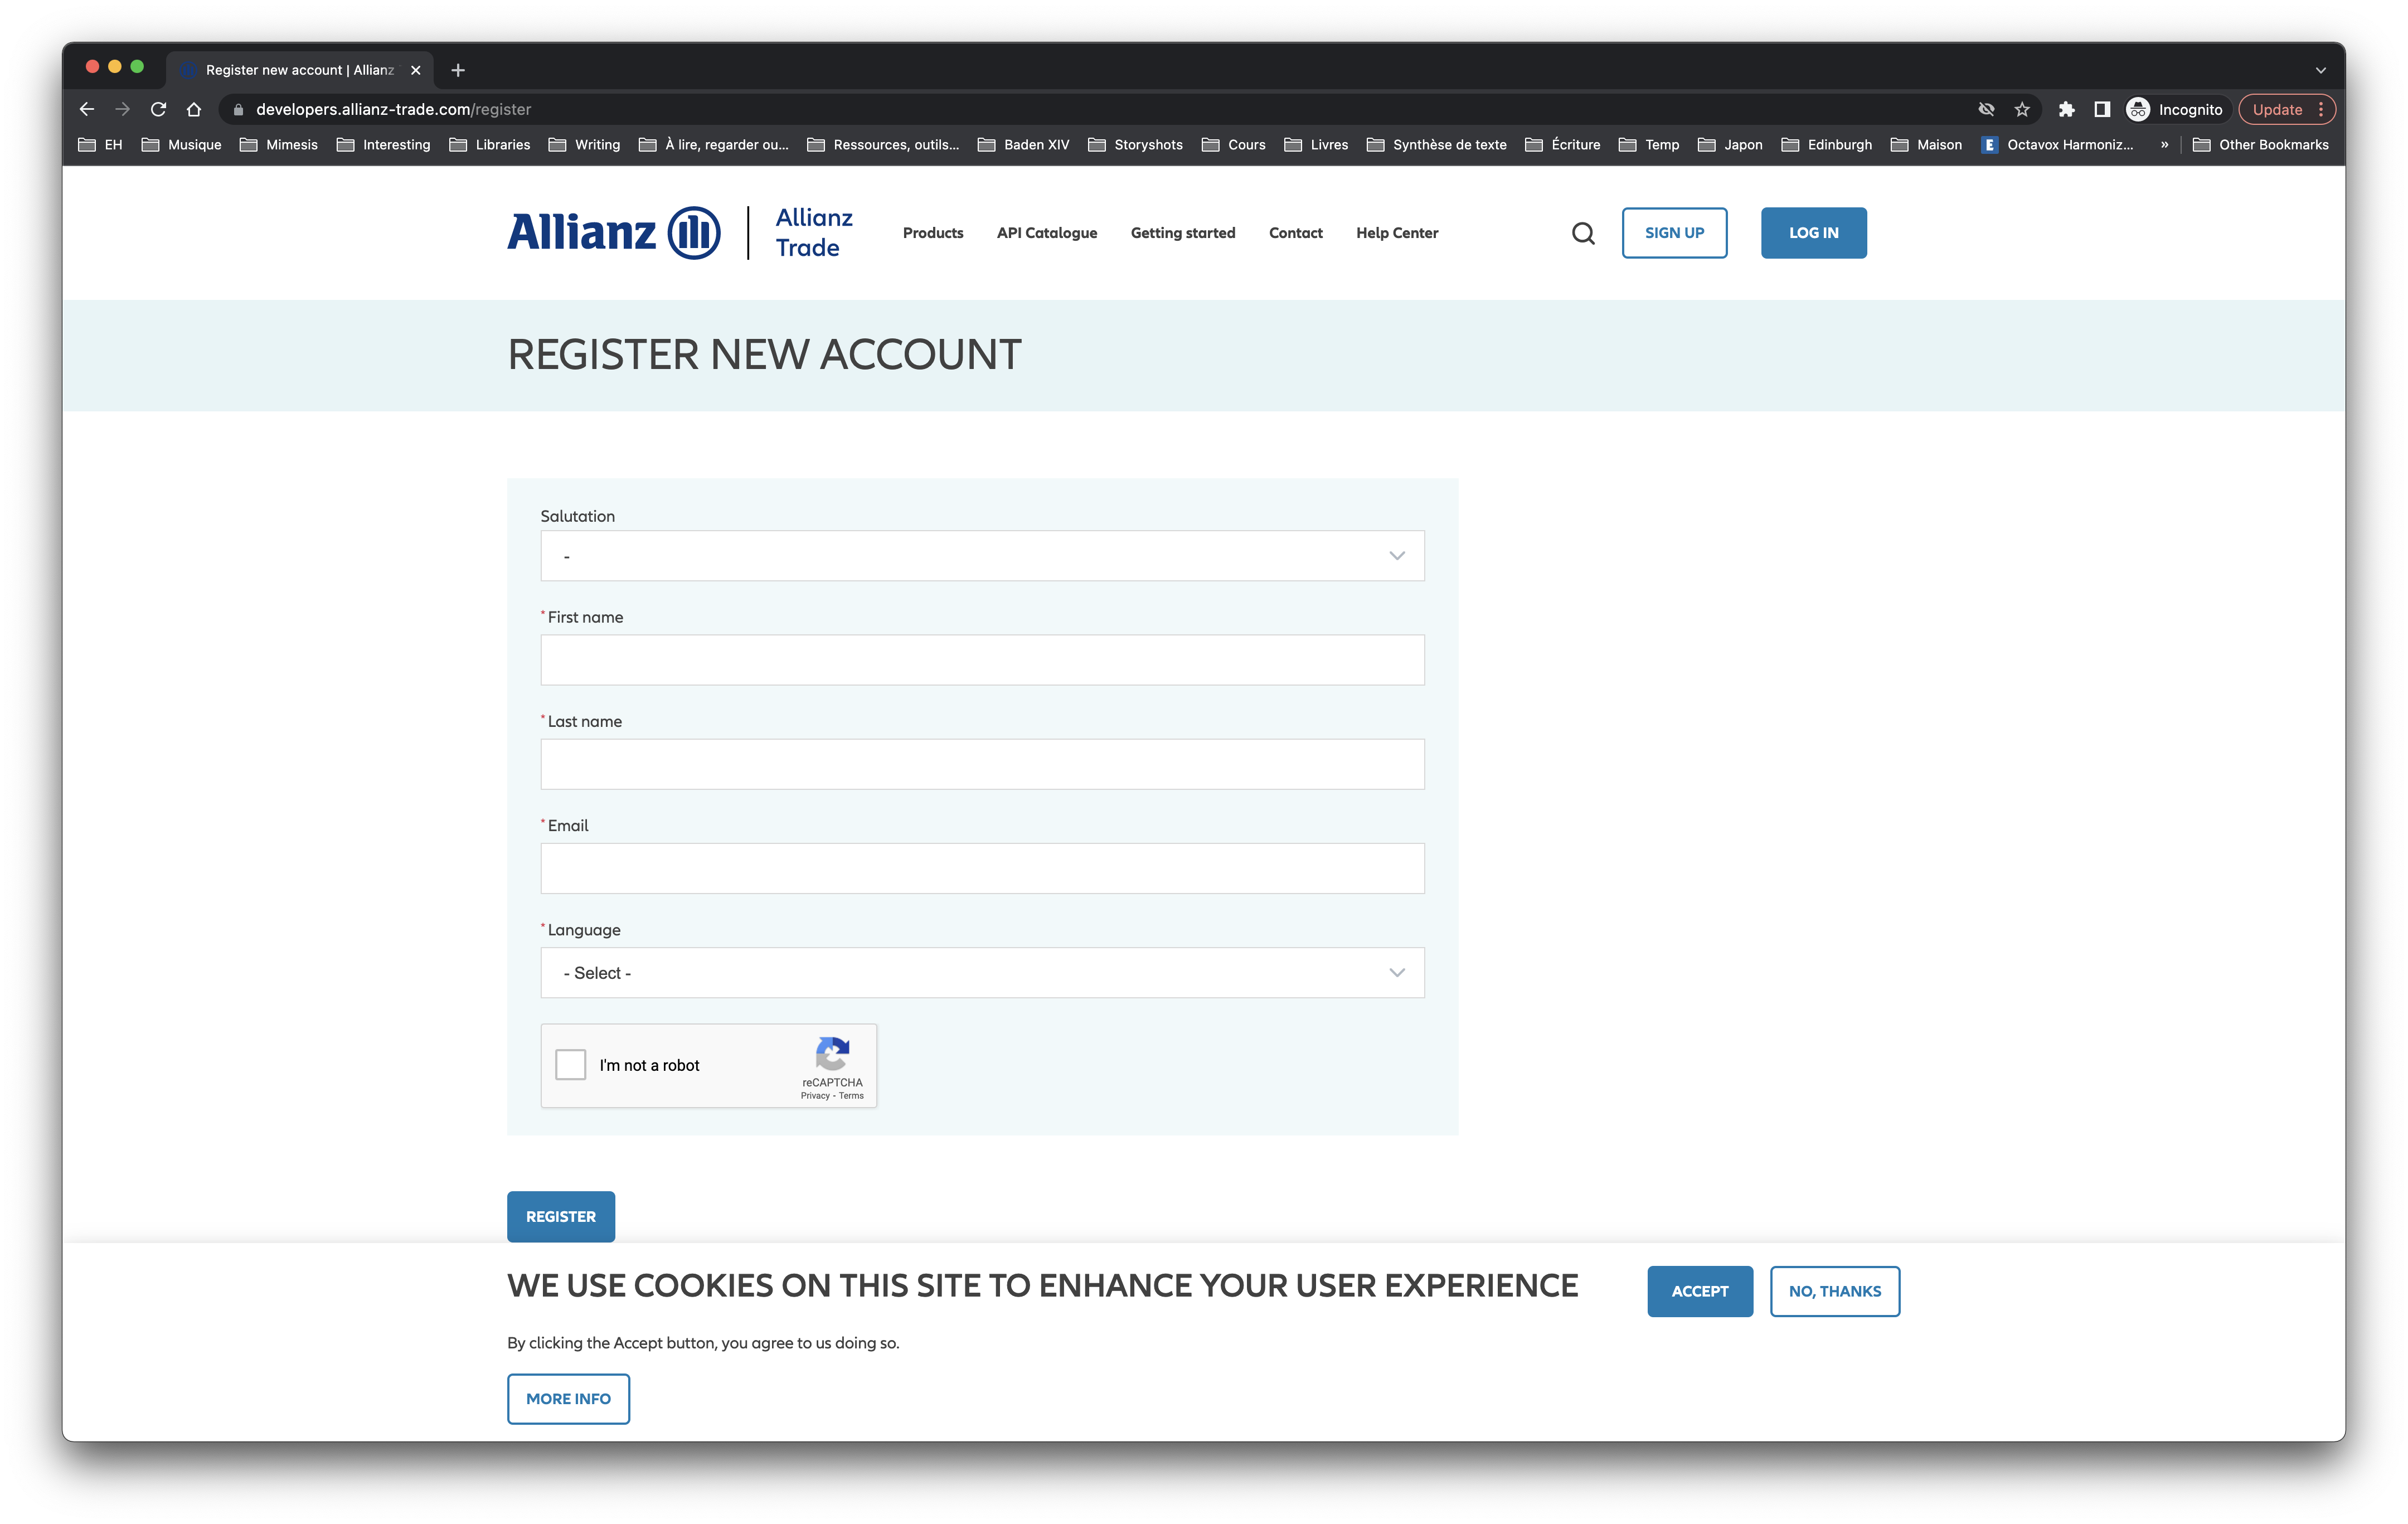 Register new account | Allianz
developers.allianz-trade.com/register
Incognito
Update
EH
Musique
Mimesis
Interesting
Libraries
Writing
À lire, regarder ou...
Ressources, outils...
Baden XIV
Storyshots
Cours
Livres
Synthèse de texte
Écriture
Temp
Japon
Edinburgh
Maison
E
Octavox Harmoniz...
»
Other Bookmarks
Allianz
Allianz
Trade
Products
API Catalogue
Getting started
Contact
Help Center
SIGN UP
LOG IN
REGISTER NEW ACCOUNT
Salutation
-
* First name
* Last name
* Email
* Language
- Select -
I'm not a robot
reCAPTCHA
Privacy - Terms
REGISTER
WE USE COOKIES ON THIS SITE TO ENHANCE YOUR USER EXPERIENCE
ACCEPT
NO, THANKS
By clicking the Accept button, you agree to us doing so.
MORE INFO